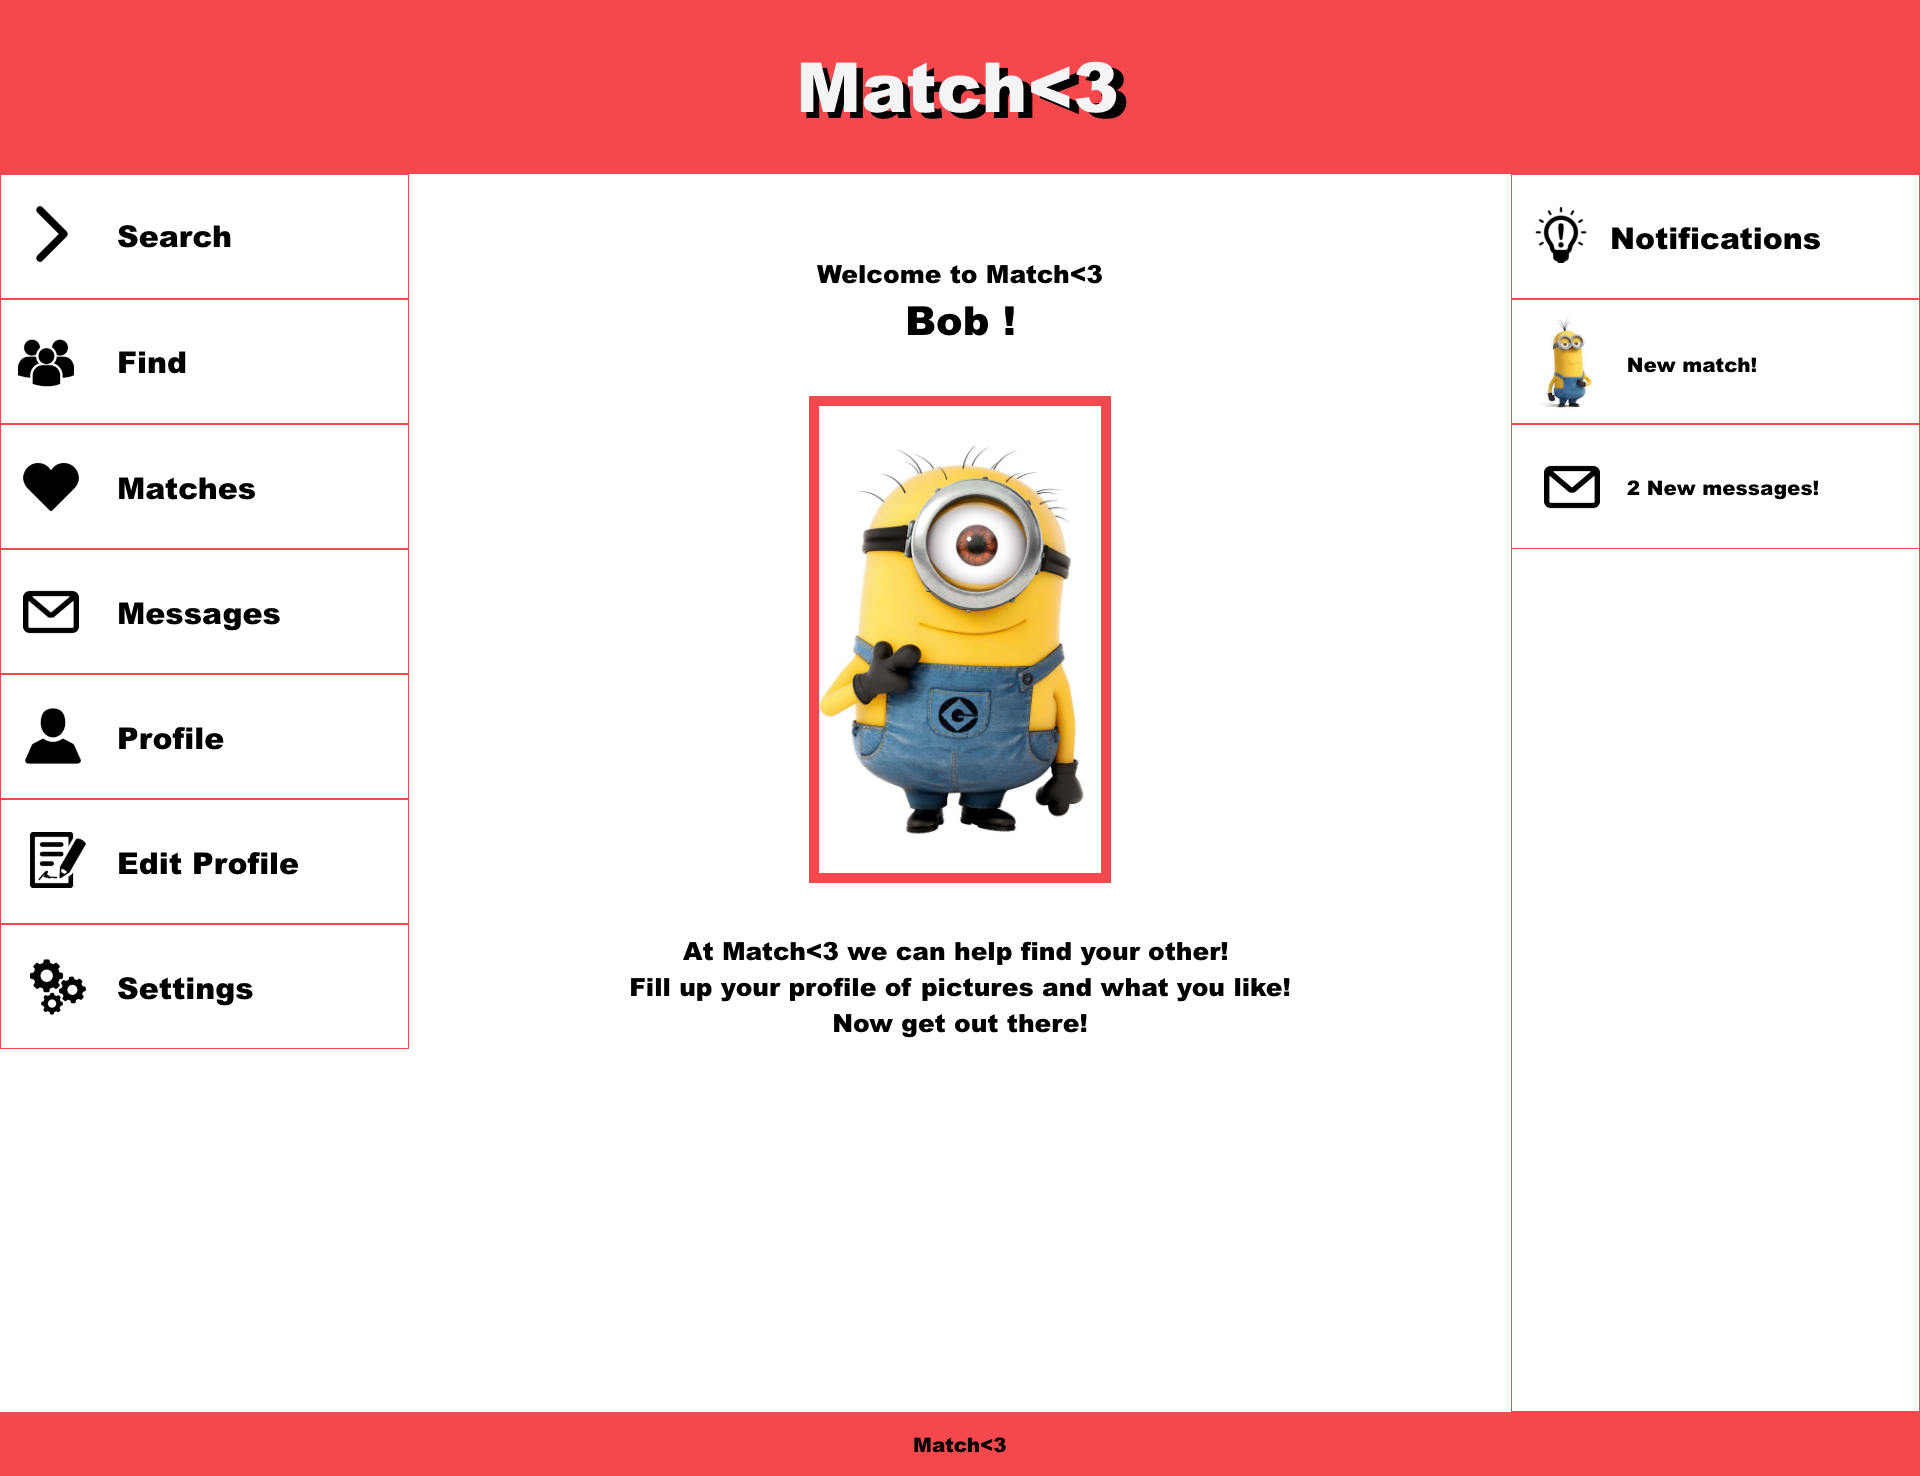 Match<3
Search
Find
Matches
Messages
Profile
Edit Profile
Settings
Welcome to Match<3
Bob !
At Match<3 we can help find your other!
Fill up your profile of pictures and what you like!
Now get out there!
Notifications
New match!
2 New messages!
Match<3